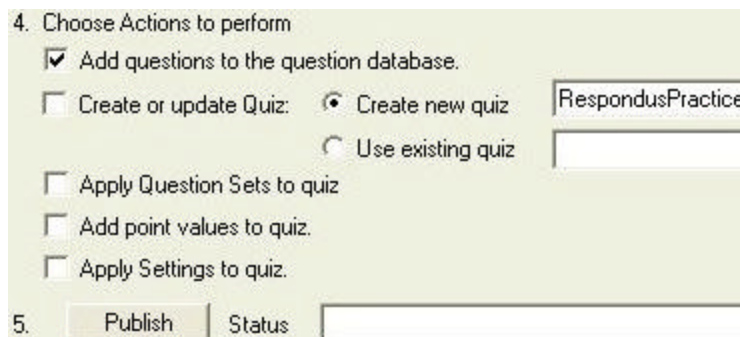 4. Choose Actions to perform
Add questions to the question database.
Create or update Quiz: Create new quiz RespondusPractice
Use existing quiz
Apply Question Sets to quiz
Add point values to quiz.
Apply Settings to quiz.
5. Publish Status